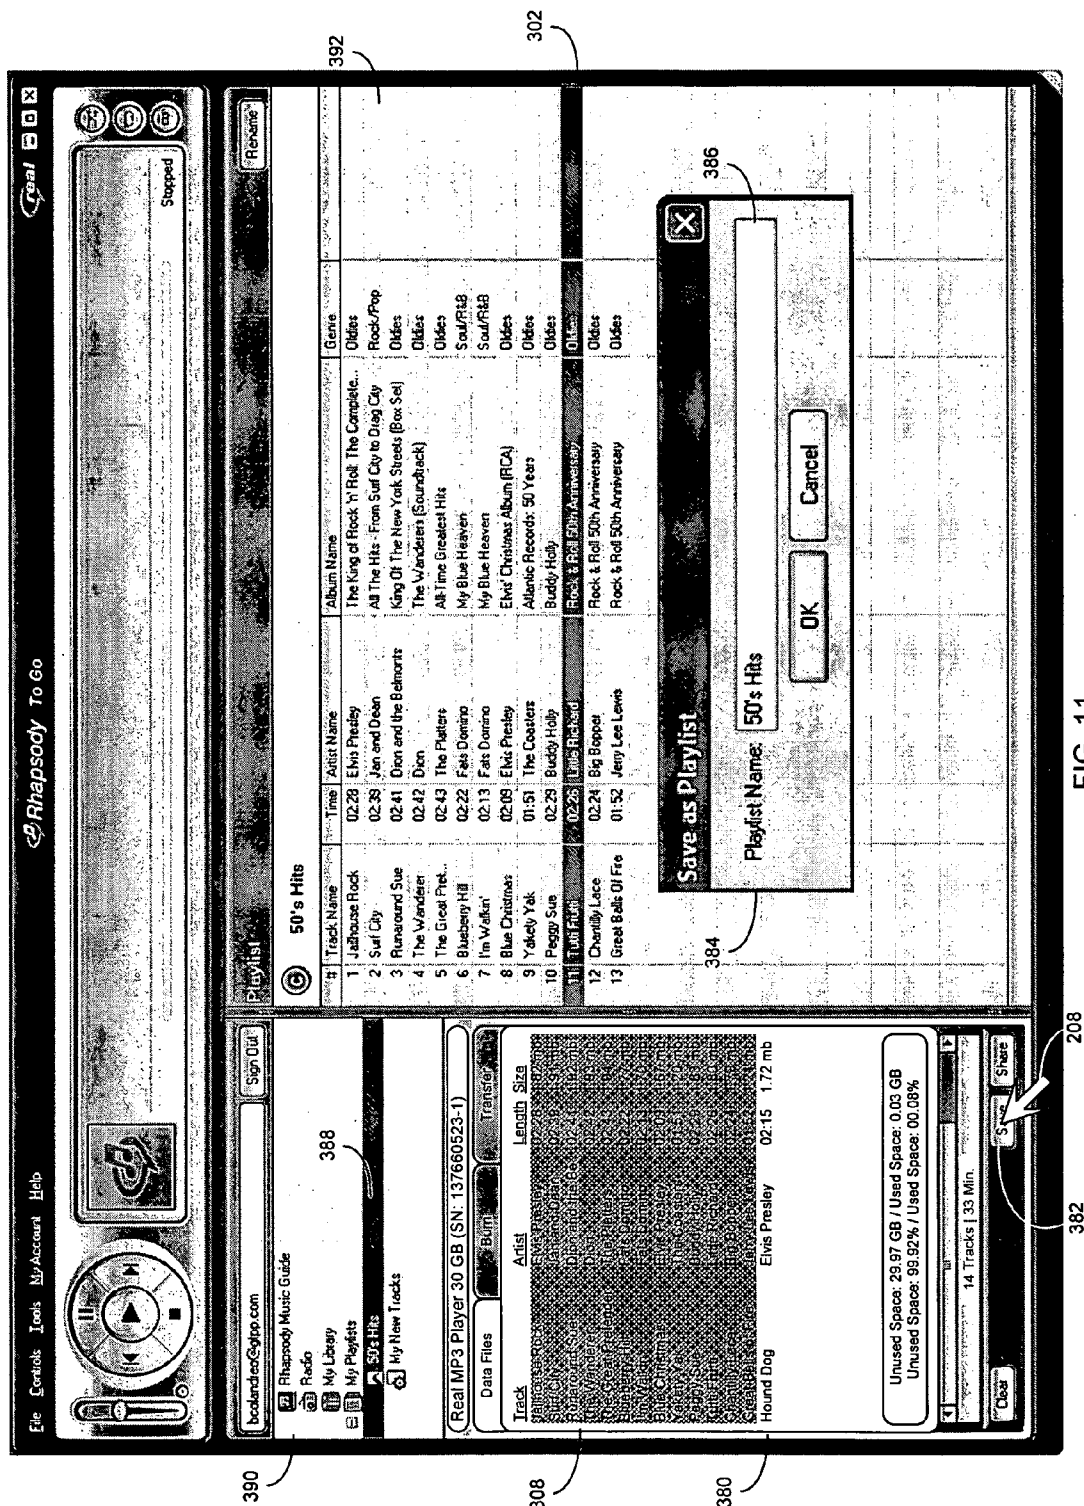 Rhapsody To Go
real
File Controls Tools My Account Help
Stopped
bcoloandrea@gtpp.com Sign Out
Rhapsody Music Guide
Radio
My Library
My Playlists
50's Hits
My New Tracks
Real MP3 Player 30 GB (SN: 137660523-1)
Data Files Burn Transfer
Track Artist Length Size
Hound Dog Elvis Presley 02:15 1.72 mb
Unused Space: 29.97 GB / Used Space: 0.03 GB
Unused Space: 99.92% / Used Space: 00.08%
14 Tracks | 33 Min.
Clear Share
Playlist Rename
50's Hits
# Track Name Time Artist Name Album Name Genre
1 Jailhouse Rock 02:28 Elvis Presley The King of Rock 'n' Roll: The Complete... Oldies
2 Surf City 02:39 Jan and Dean All The Hits - From Surf City to Drag City Rock/Pop
3 Runaround Sue 02:41 Dion and the Belmonts King Of The New York Streets (Box Set) Oldies
4 The Wanderer 02:42 Dion The Wanderers (Soundtrack) Oldies
5 The Great Pret... 02:43 The Platters All-Time Greatest Hits Oldies
6 Blueberry Hill 02:22 Fats Domino My Blue Heaven Soul/R&B
7 I'm Walkin' 02:13 Fats Domino My Blue Heaven Soul/R&B
8 Blue Christmas 02:09 Elvis Presley Elvis' Christmas Album (RCA) Oldies
9 Yakety Yak 01:51 The Coasters Atlantic Records: 50 Years Oldies
10 Peggy Sue 02:29 Buddy Holly Buddy Holly Oldies
11 Tutti Frutti 02:26 Little Richard Rock & Roll 50th Anniversary Oldies
12 Chantilly Lace 02:24 Big Bopper Rock & Roll 50th Anniversary Oldies
13 Great Balls Of Fire 01:52 Jerry Lee Lewis Rock & Roll 50th Anniversary Oldies
Save as Playlist
Playlist Name: 50's Hits
OK Cancel
390
388
392
302
308
380
382
208
384
386
FIG. 11